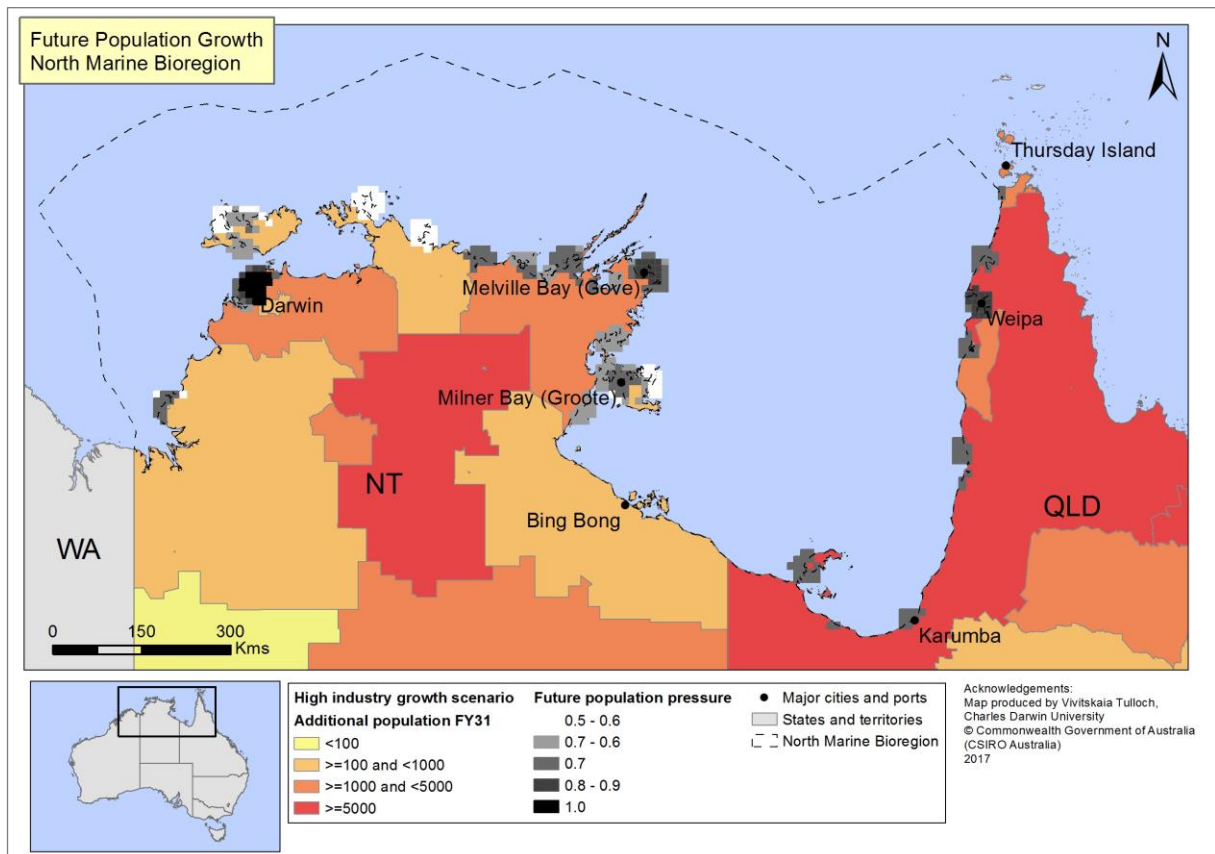 Future Population Growth
North Marine Bioregion
N
Thursday Island
Melville Bay (Gove)
Darwin
Weipa
Milner Bay (Groote)
NT
Bing Bong
QLD
WA
Karumba
0 150 300
Kms
High industry growth scenario
Additional population FY31
<100
>=100 and <1000
>=1000 and <5000
>=5000
Future population pressure
0.5 - 0.6
0.7 - 0.6
0.7
0.8 - 0.9
1.0
Major cities and ports
States and territories
North Marine Bioregion
Acknowledgements:
Map produced by Vivitskaia Tulloch,
Charles Darwin University
© Commonwealth Government of Australia
(CSIRO Australia)
2017